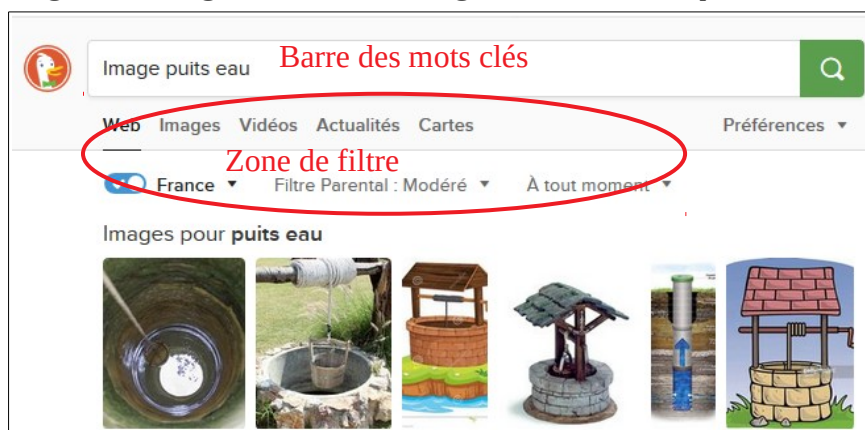 Image puits eau Barre des mots clés
Web Images Vidéos Actualités Cartes Préférences
Zone de filtre
France Filtre Parental : Modéré À tout moment
Images pour puits eau